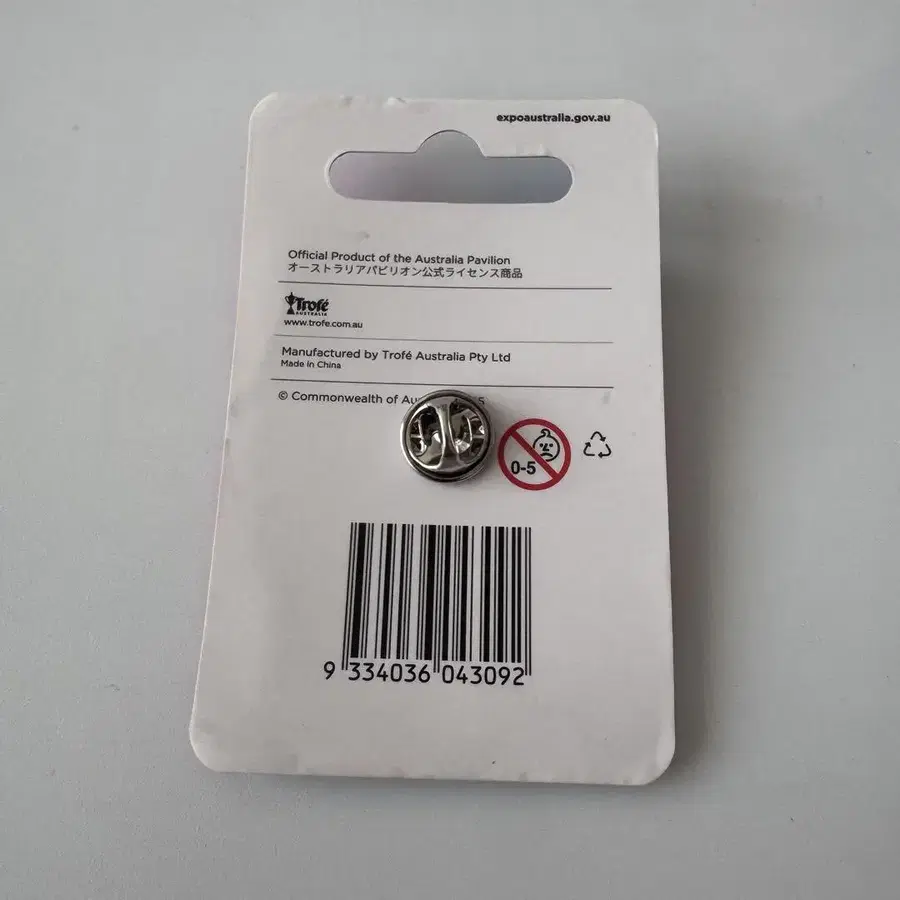 expoaustralia.gov.au
Official Product of the Australia Pavilion
オーストラリアパビリオン公式ライセンス商品
Trofé
AUSTRALIA
www.trofe.com.au
Manufactured by Trofé Australia Pty Ltd
Made in China
© Commonwealth of
0-5
9 334036 043092